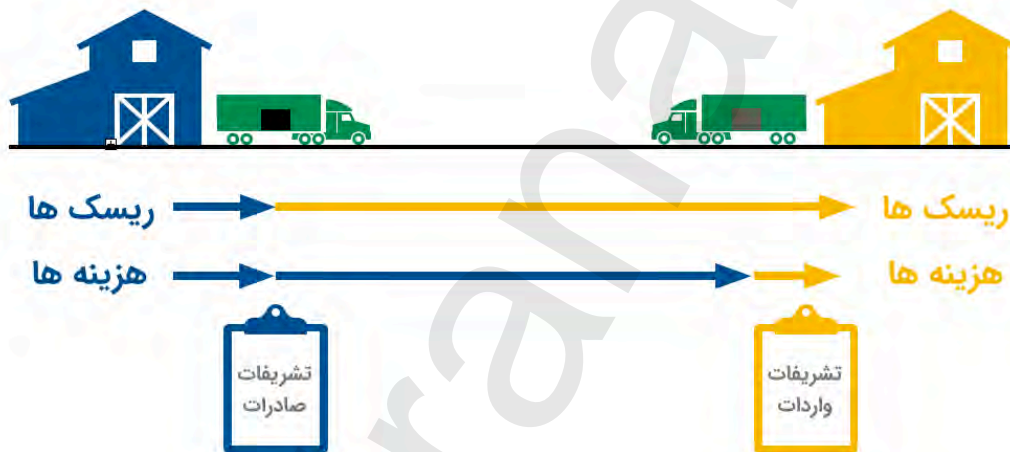 ریسک ها
ریسک ها
هزینه ها
هزینه ها
تشریفات
صادرات
تشریفات
واردات